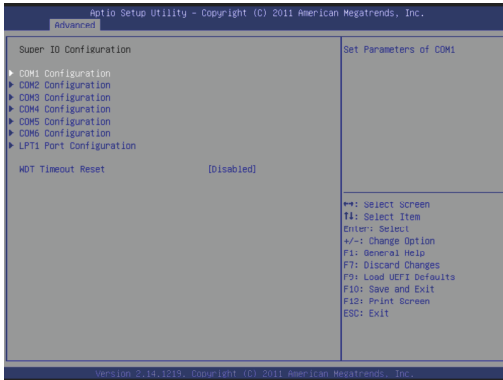 Aptio Setup Utility – Copyright (C) 2011 American Megatrends, Inc.
Advanced
Super IO Configuration
COM1 Configuration
COM2 Configuration
COM3 Configuration
COM4 Configuration
COM5 Configuration
COM6 Configuration
LPT1 Port Configuration
WDT Timeout Reset [Disabled]
Set Parameters of COM1
↔: Select Screen
↑↓: Select Item
Enter: Select
+/-: Change Option
F1: General Help
F7: Discard Changes
F9: Load UEFI Defaults
F10: Save and Exit
F12: Print Screen
ESC: Exit
Version 2.14.1219. Copyright (C) 2011 American Megatrends, Inc.